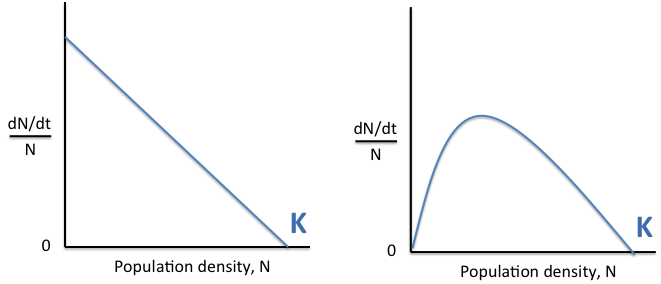 dN/dt
N
K
0
Population density, N
dN/dt
N
K
0
Population density, N